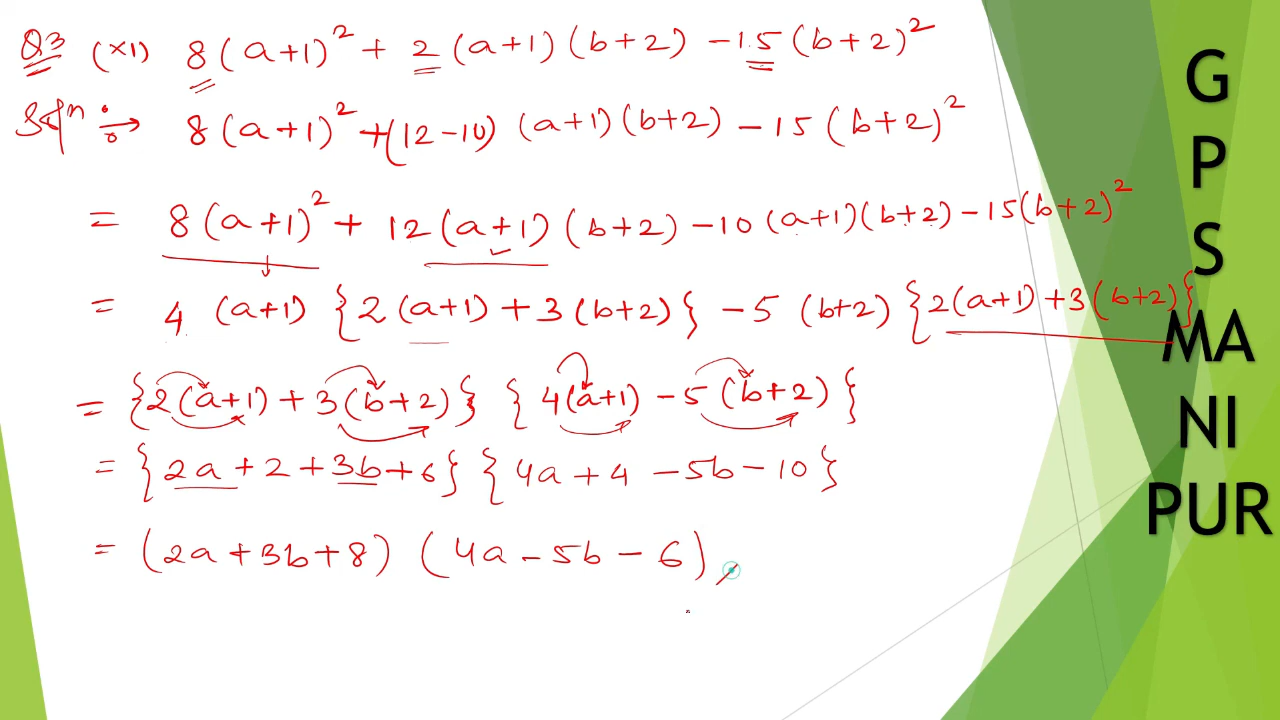 Q3 (x1) 8(a+1)² + 2(a+1)(b+2) -15(b+2)²
Solⁿ ÷→ 8(a+1)² +(12-10) (a+1)(b+2) - 15(b+2)²
= 8(a+1)² + 12(a+1)(b+2) -10(a+1)(b+2) -15(b+2)²
= 4 (a+1) {2(a+1) + 3(b+2)} - 5 (b+2) {2(a+1) +3(b+2)}
= {2(a+1) + 3(b+2)} {4(a+1) - 5(b+2)}
= {2a+2+3b+6} {4a+4 -5b-10}
= (2a+3b+8) (4a-5b-6)
G
P
S
MA
NI
PUR